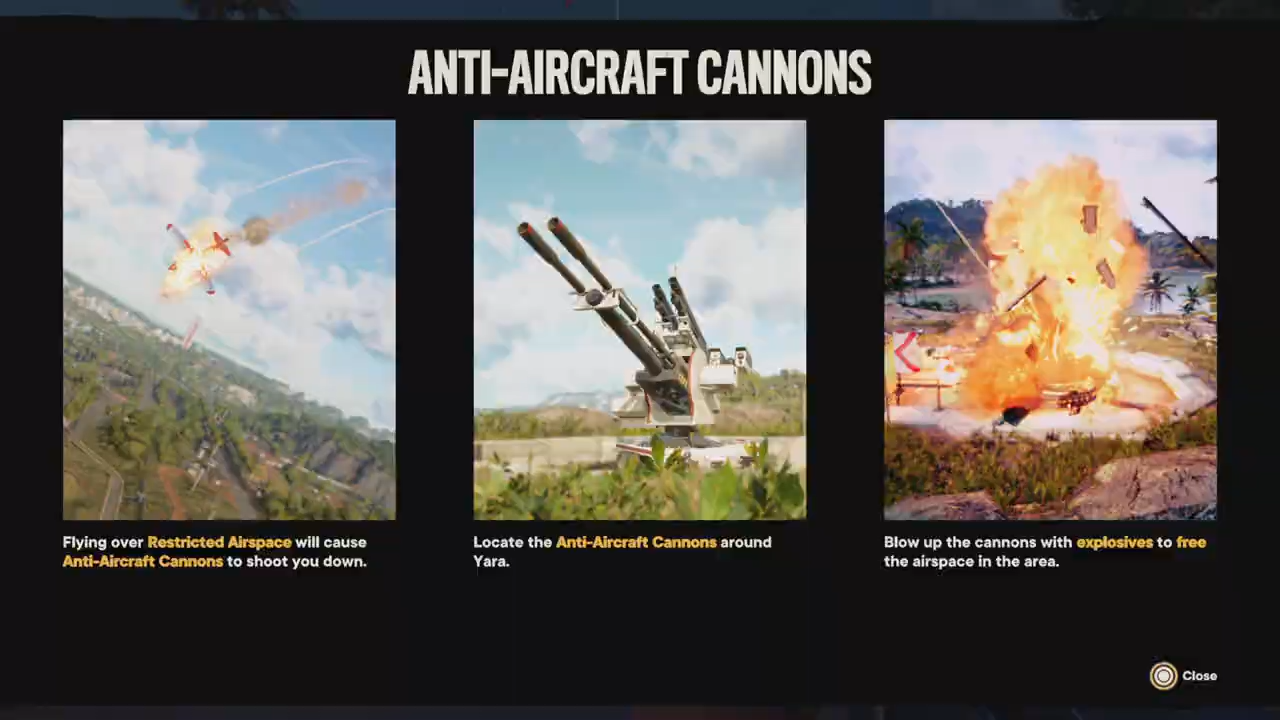 ANTI-AIRCRAFT CANNONS
Flying over Restricted Airspace will cause
Anti-Aircraft Cannons to shoot you down.
Locate the Anti-Aircraft Cannons around
Yara.
Blow up the cannons with explosives to free
the airspace in the area.
Close